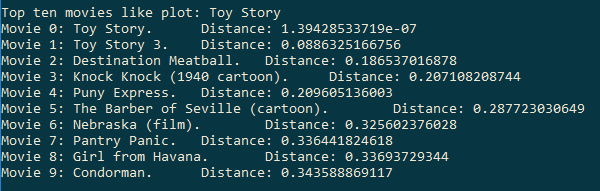 Top ten movies like plot: Toy Story
Movie 0: Toy Story. Distance: 1.39428533719e-07
Movie 1: Toy Story 3. Distance: 0.0886325166756
Movie 2: Destination Meatball. Distance: 0.186537016878
Movie 3: Knock Knock (1940 cartoon). Distance: 0.207108208744
Movie 4: Puny Express. Distance: 0.209605136003
Movie 5: The Barber of Seville (cartoon). Distance: 0.287723030649
Movie 6: Nebraska (film). Distance: 0.325602376028
Movie 7: Pantry Panic. Distance: 0.336441824618
Movie 8: Girl from Havana. Distance: 0.33693729344
Movie 9: Condorman. Distance: 0.343588869117